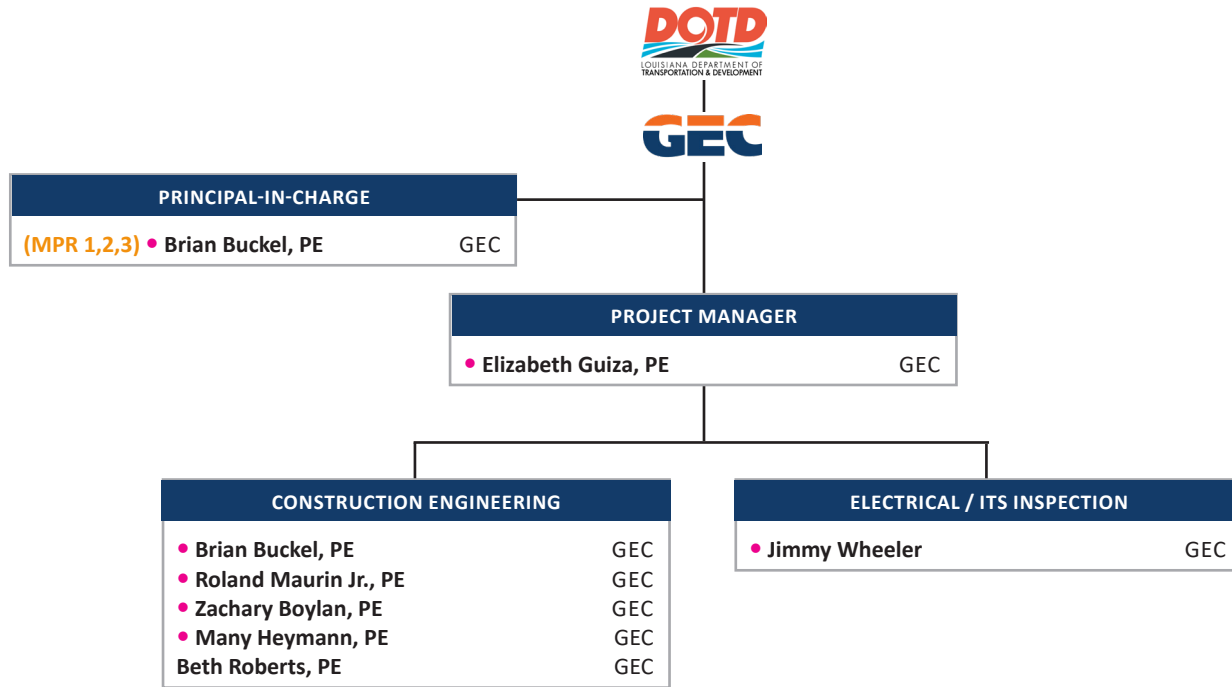 DOTD
LOUISIANA DEPARTMENT OF
TRANSPORTATION & DEVELOPMENT
GEC
PRINCIPAL-IN-CHARGE
(MPR 1,2,3) • Brian Buckel, PE GEC
PROJECT MANAGER
• Elizabeth Guiza, PE GEC
CONSTRUCTION ENGINEERING
• Brian Buckel, PE GEC
• Roland Maurin Jr., PE GEC
• Zachary Boylan, PE GEC
• Many Heymann, PE GEC
Beth Roberts, PE GEC
ELECTRICAL / ITS INSPECTION
• Jimmy Wheeler GEC